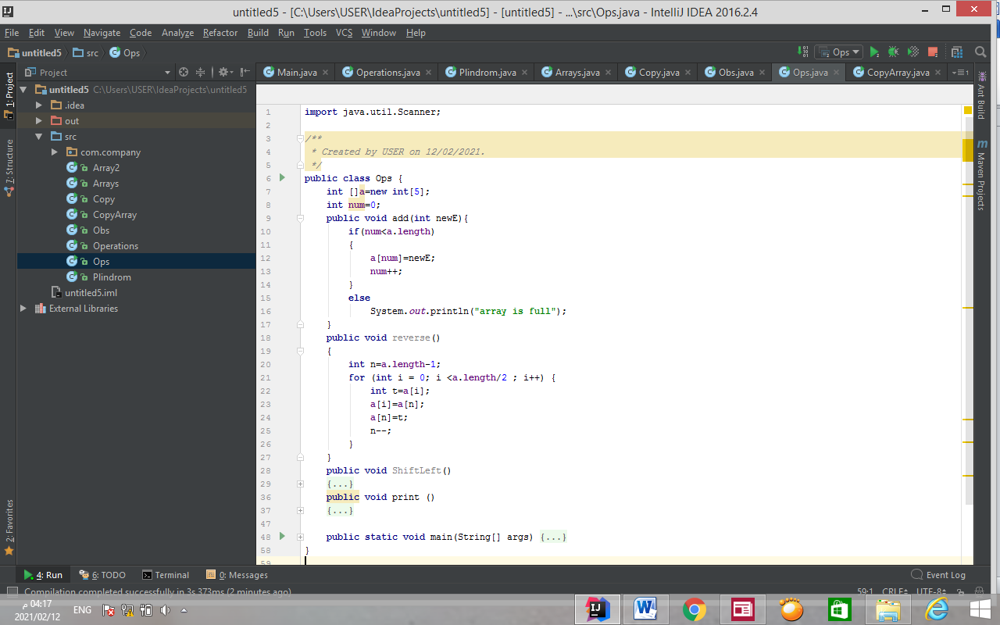 untitled5 - [C:\Users\USER\IdeaProjects\untitled5] - [untitled5] - ...\src\Ops.java - IntelliJ IDEA 2016.2.4
File Edit View Navigate Code Analyze Refactor Build Run Tools VCS Window Help
untitled5 src Ops
Ops
Project
Main.java Operations.java Plindrom.java Arrays.java Copy.java Obs.java Ops.java CopyArray.java
1: Project
7: Structure
2: Favorites
untitled5 C:\Users\USER\IdeaProjects\untitled5
.idea
out
src
com.company
Array2
Arrays
Copy
CopyArray
Obs
Operations
Ops
Plindrom
untitled5.iml
External Libraries
1 import java.util.Scanner;
2
3 /**
4 * Created by USER on 12/02/2021.
5 */
6 public class Ops {
7 int []a=new int[5];
8 int num=0;
9 public void add(int newE){
10 if(num<a.length)
11 {
12 a[num]=newE;
13 num++;
14 }
15 else
16 System.out.println("array is full");
17 }
18 public void reverse()
19 {
20 int n=a.length-1;
21 for (int i = 0; i <a.length/2 ; i++) {
22 int t=a[i];
23 a[i]=a[n];
24 a[n]=t;
25 n--;
26 }
27 }
28 public void ShiftLeft()
29 {...}
36 public void print ()
37 {...}
47
48 public static void main(String[] args) {...}
58 }
59
Ant Build
Maven Projects
4: Run 6: TODO Terminal 0: Messages Event Log
Compilation completed successfully in 3s 373ms (2 minutes ago) 59:1 CRLF UTF-8
04:17 م
2021/02/12
ENG